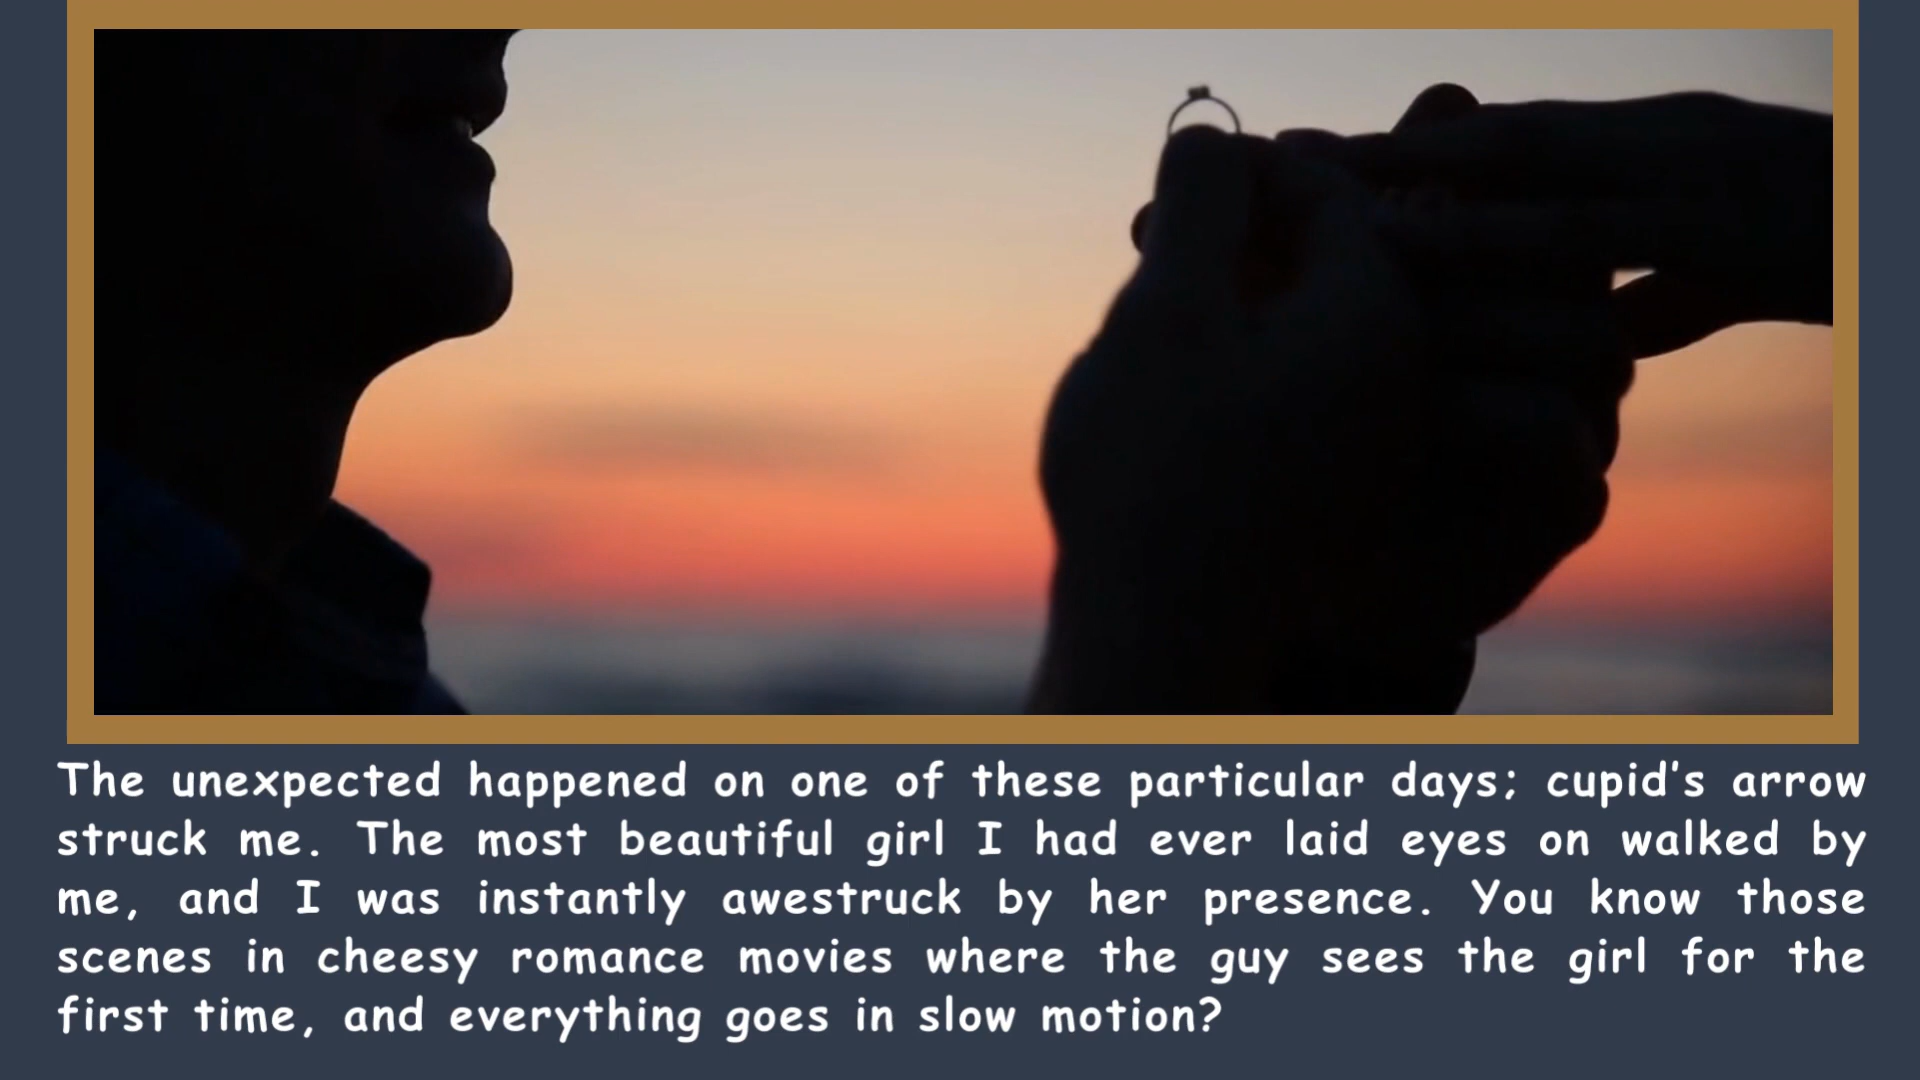 The unexpected happened on one of these particular days; cupid's arrow
struck me. The most beautiful girl I had ever laid eyes on walked by
me, and I was instantly awestruck by her presence. You know those
scenes in cheesy romance movies where the guy sees the girl for the
first time, and everything goes in slow motion?